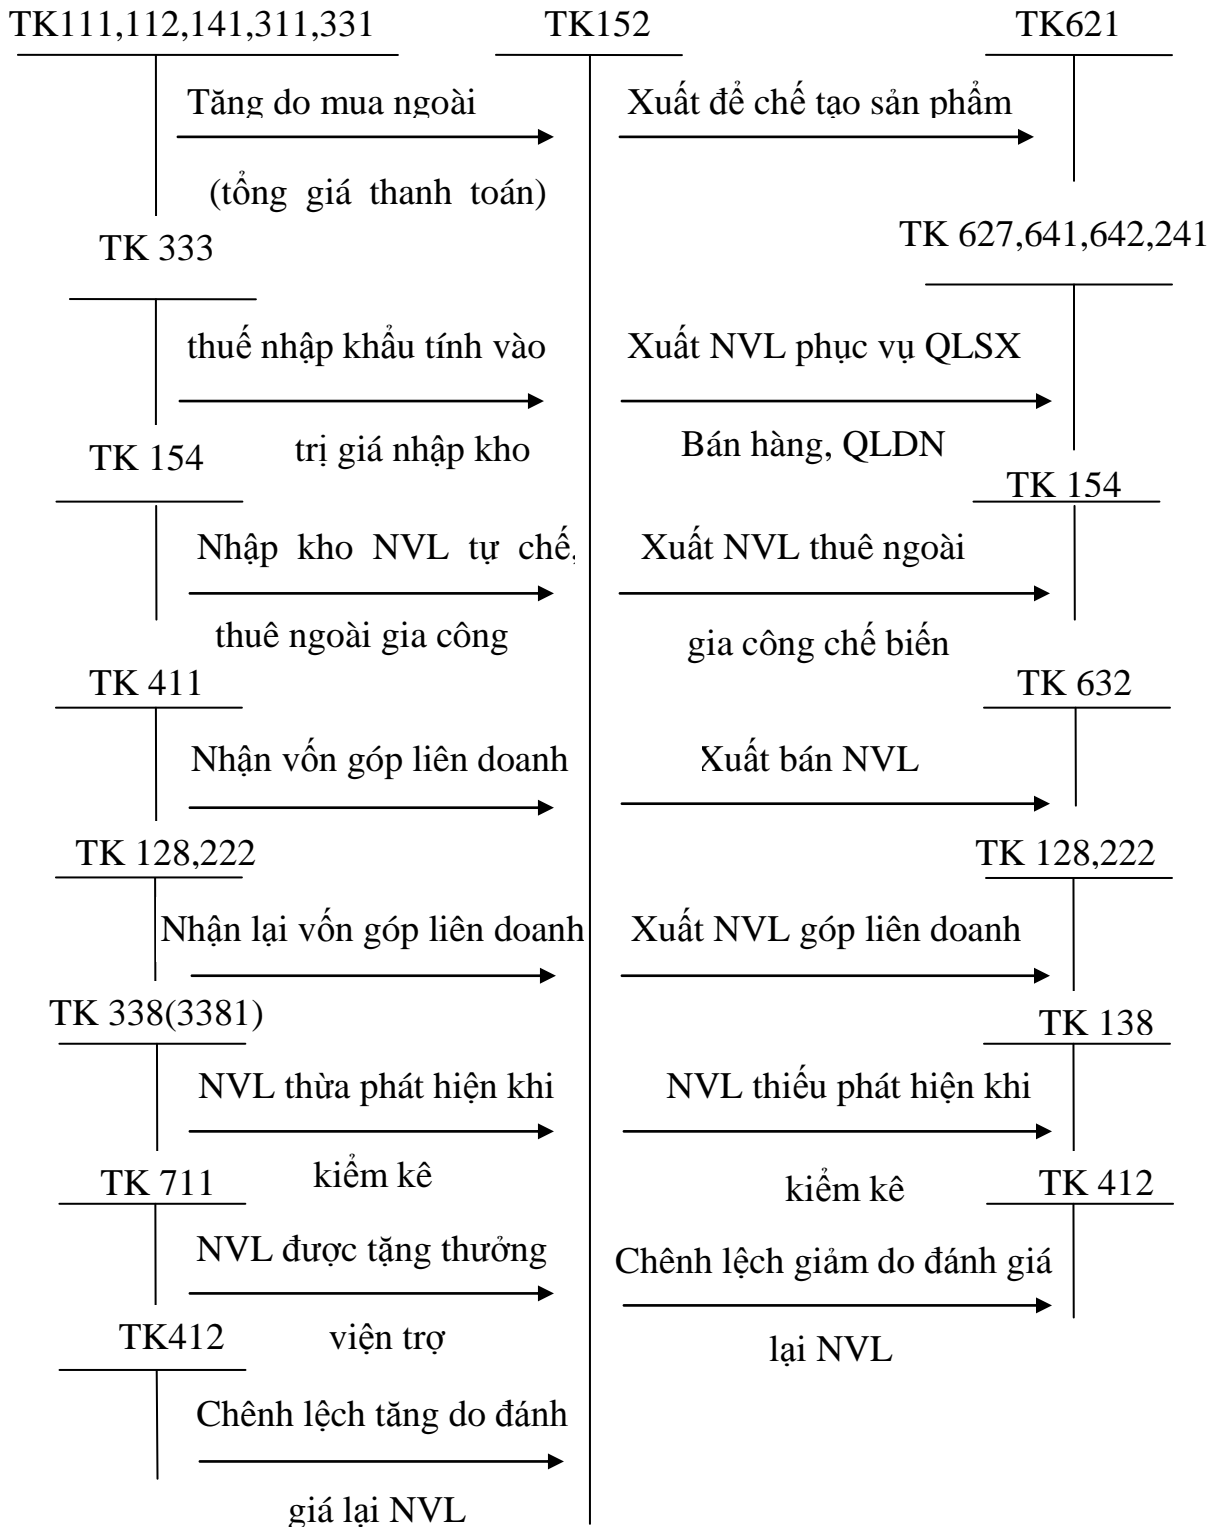 TK111,112,141,311,331
TK152
TK621
Tăng do mua ngoài
Xuất để chế tạo sản phẩm
(tổng giá thanh toán)
TK 333
TK 627,641,642,241
thuế nhập khẩu tính vào
Xuất NVL phục vụ QLSX
trị giá nhập kho
Bán hàng, QLDN
TK 154
TK 154
Nhập kho NVL tự chế,
Xuất NVL thuê ngoài
thuê ngoài gia công
gia công chế biến
TK 411
TK 632
Nhận vốn góp liên doanh
Xuất bán NVL
TK 128,222
TK 128,222
Nhận lại vốn góp liên doanh
Xuất NVL góp liên doanh
TK 338(3381)
TK 138
NVL thừa phát hiện khi
NVL thiếu phát hiện khi
kiểm kê
kiểm kê
TK 711
TK 412
NVL được tặng thưởng
Chênh lệch giảm do đánh giá
viện trợ
lại NVL
TK412
Chênh lệch tăng do đánh
giá lại NVL